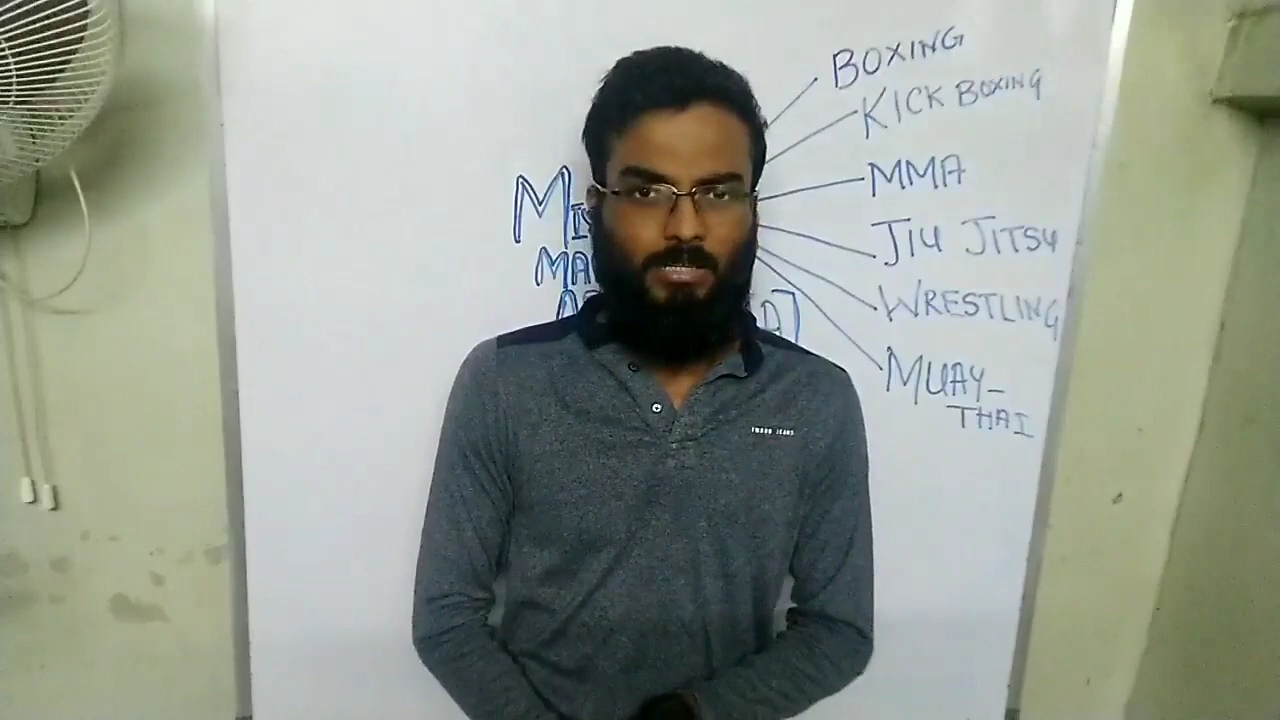 BOXING
KICK BOXING
MMA
JIU JITSU
WRESTLING
MUAY-
THAI